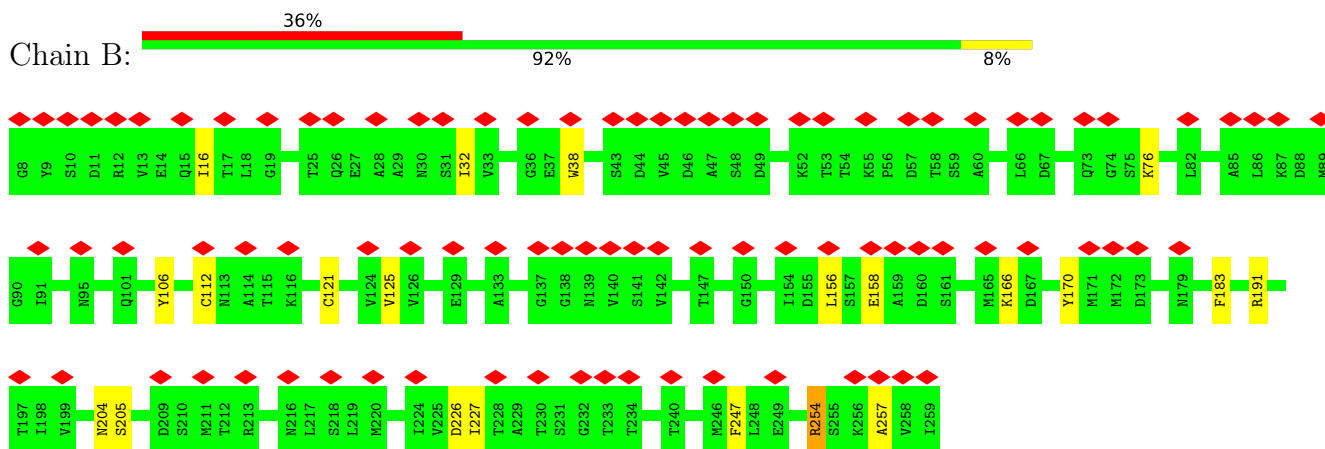 36%
Chain B:
92% 8%
G8 Y9 S10 D11 R12 V13 E14 Q15 I16 T17 L18 G19 T25 Q26 E27 A28 A29 N30 S31 I32 V33 G36 E37 W38 S43 D44 V45 D46 A47 S48 D49 K52 T53 T54 K55 P56 D57 T58 S59 A60 L66 D67 Q73 G74 S75 K76 L82 A85 L86 K87 D88 M89
G90 I91 N95 Q101 Y106 C112 N113 A114 T115 K116 C121 V124 V125 V126 E129 A133 G137 G138 N139 V140 S141 V142 T147 G150 I154 D155 L156 S157 E158 A159 D160 S161 M165 K166 D167 Y170 M171 M172 D173 N179 F183 R191
T197 I198 V199 N204 S205 D209 S210 M211 T212 R213 N216 L217 S218 L219 M220 I224 V225 D226 I227 T228 A229 T230 S231 G232 T233 T234 T240 M246 F247 L248 E249 R254 S255 K256 A257 V258 I259